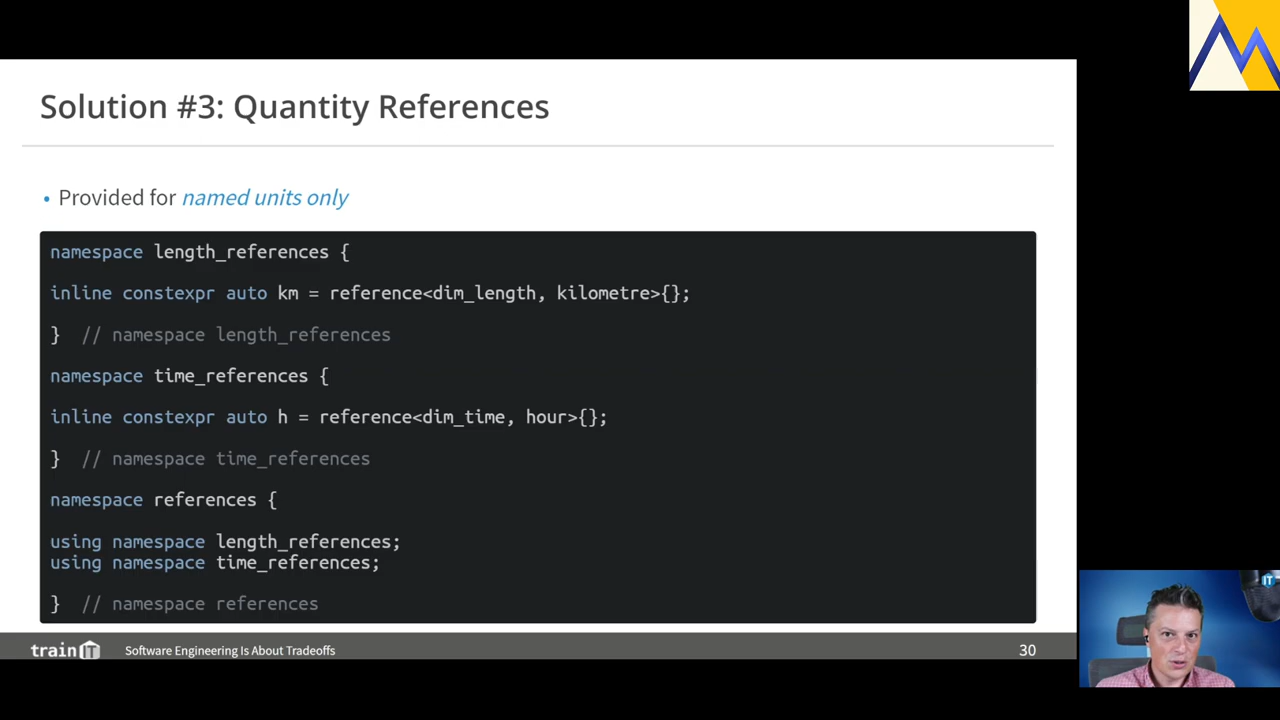 Solution #3: Quantity References
• Provided for named units only
namespace length_references {
inline constexpr auto km = reference<dim_length, kilometre>{};
}  // namespace length_references
namespace time_references {
inline constexpr auto h = reference<dim_time, hour>{};
}  // namespace time_references
namespace references {
using namespace length_references;
using namespace time_references;
}  // namespace references
train IT
Software Engineering Is About Tradeoffs
30
IT